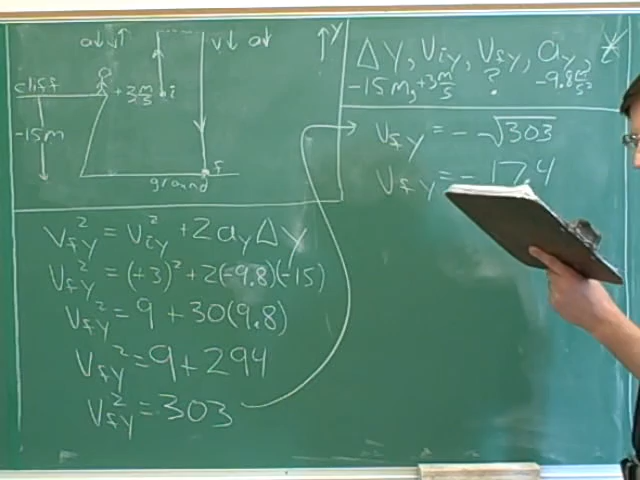 a↓ v↑
v↓ a↓
↑y
cliff
+3 m/s
i
-15m
f
ground
Δy, Viy, Vfy, ay,
-15m, +3 m/s ? -9.8 m/s²
Vfy² = Viy² + 2ayΔy
Vfy² = (+3)² + 2(-9.8)(-15)
Vfy² = 9 + 30(9.8)
Vfy² = 9 + 294
Vfy² = 303
Vfy = - √303
Vfy = - 17.4